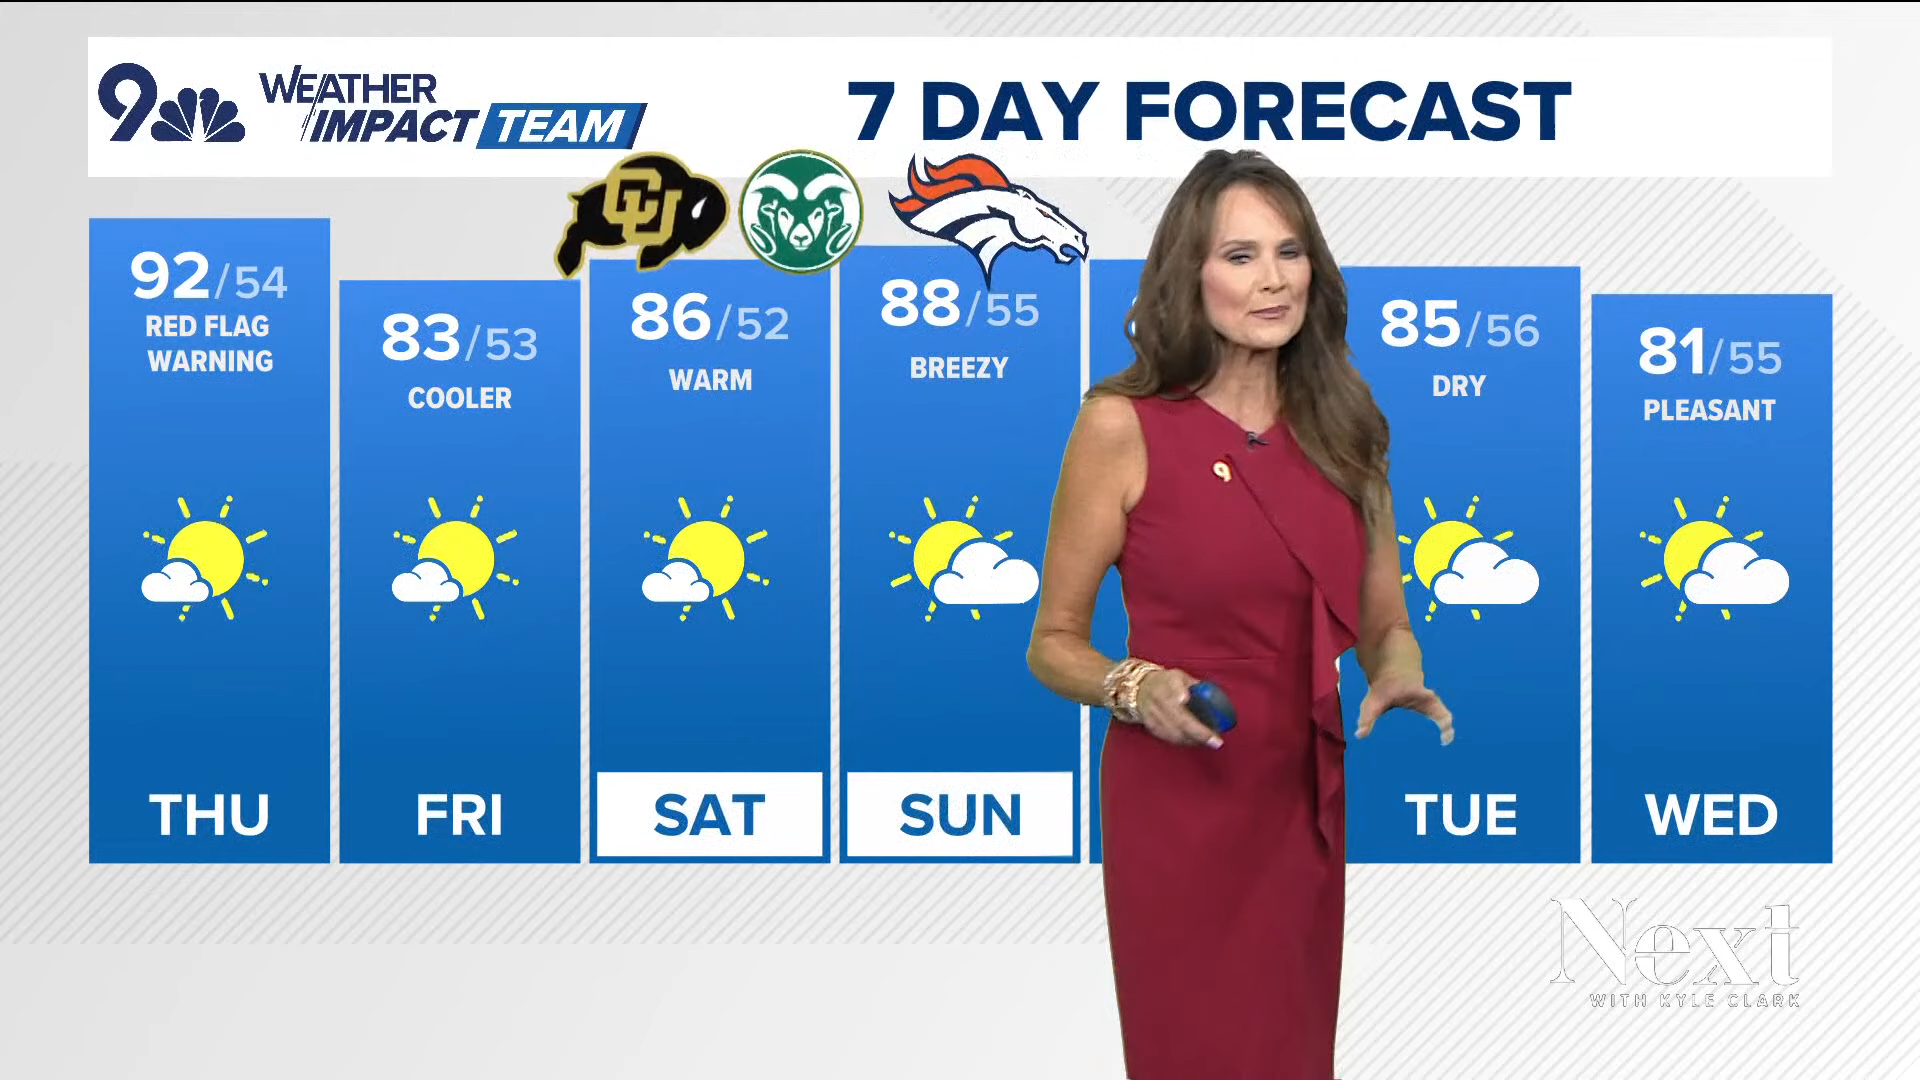 9 WEATHER
IMPACT TEAM
7 DAY FORECAST
CU
92/54
RED FLAG
WARNING
THU
83/53
COOLER
FRI
86/52
WARM
SAT
88/55
BREEZY
SUN
9
85/56
DRY
TUE
81/55
PLEASANT
WED
Next
WITH KYLE CLARK